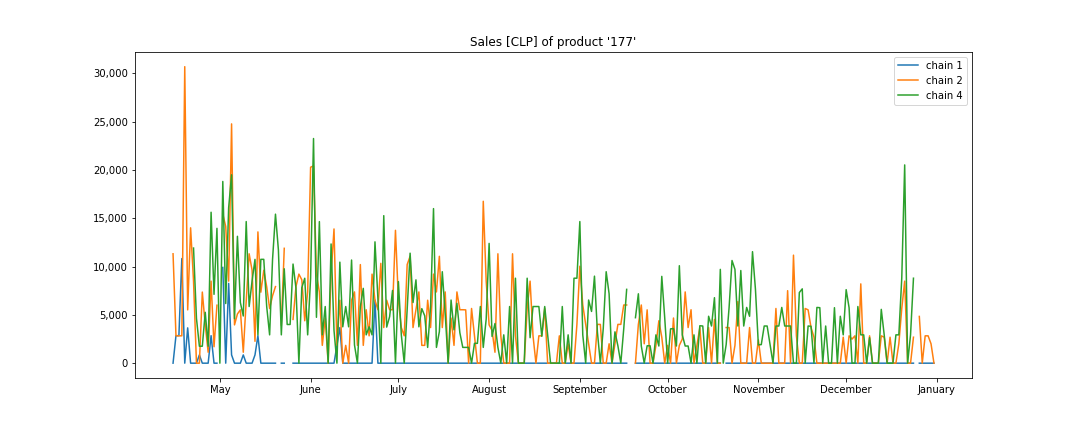 Sales [CLP] of product '177'
chain 1
chain 2
chain 4
30,000
25,000
20,000
15,000
10,000
5,000
0
May June July August September October November December January